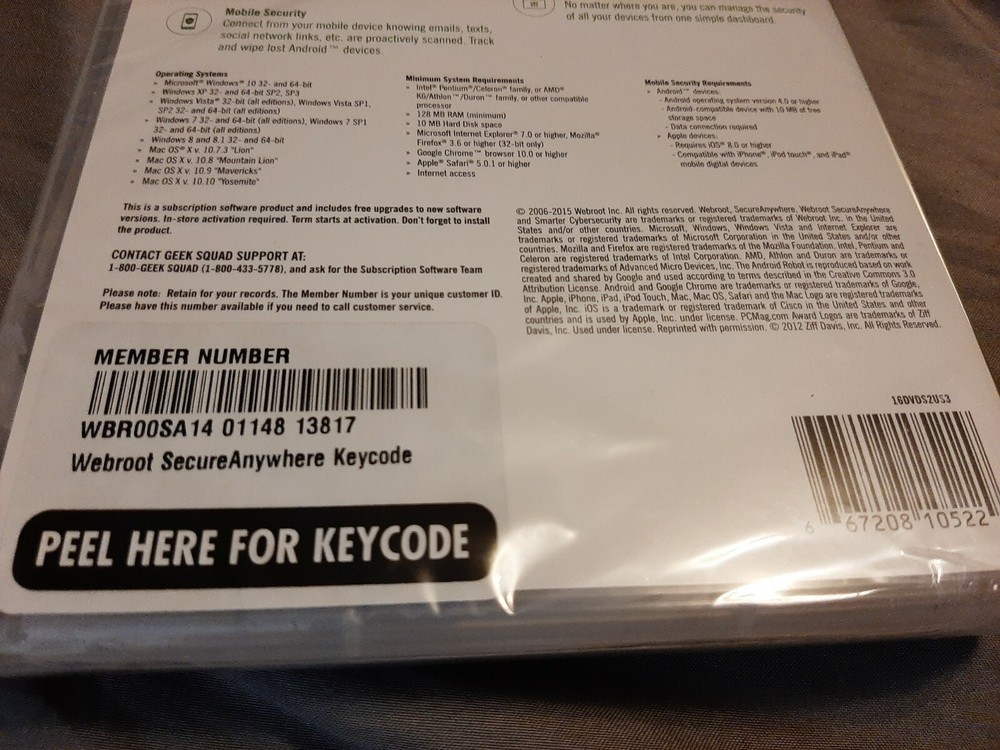 Mobile Security
Connect from your mobile device knowing emails, texts,
social network links, etc. are proactively scanned. Track
and wipe lost Android™ devices.
No matter where you are, you can manage the security
of all your devices from one simple dashboard.
Operating Systems
» Microsoft® Windows® 10 32- and 64-bit
» Windows XP 32- and 64-bit SP2, SP3
» Windows Vista® 32-bit (all editions), Windows Vista SP1,
SP2 32- and 64-bit (all editions)
» Windows 7 32- and 64-bit (all editions), Windows 7 SP1
32- and 64-bit (all editions)
» Windows 8 and 8.1 32- and 64-bit
» Mac OS® X v. 10.7.3 "Lion"
» Mac OS X v. 10.8 "Mountain Lion"
» Mac OS X v. 10.9 "Mavericks"
» Mac OS X v. 10.10 "Yosemite"
Minimum System Requirements
» Intel® Pentium®/Celeron® family, or AMD®
K6/Athlon™/Duron™ family, or other compatible
processor
» 128 MB RAM (minimum)
» 10 MB Hard Disk space
» Microsoft Internet Explorer® 7.0 or higher, Mozilla®
Firefox® 3.6 or higher (32-bit only)
» Google Chrome™ browser 10.0 or higher
» Apple® Safari® 5.0.1 or higher
» Internet access
Mobile Security Requirements
» Android™ devices:
- Android operating system version 4.0 or higher
- Android-compatible device with 10 MB of free
storage space
- Data connection required
» Apple devices:
- Requires iOS® 8.0 or higher
- Compatible with iPhone®, iPod touch®, and iPad®
mobile digital devices
This is a subscription software product and includes free upgrades to new software
versions. In-store activation required. Term starts at activation. Don't forget to install
the product.
CONTACT GEEK SQUAD SUPPORT AT:
1-800-GEEK SQUAD (1-800-433-5778), and ask for the Subscription Software Team
Please note: Retain for your records. The Member Number is your unique customer ID.
Please have this number available if you need to call customer service.
© 2006-2015 Webroot Inc. All rights reserved. Webroot, SecureAnywhere, Webroot SecureAnywhere
and Smarter Cybersecurity are trademarks or registered trademarks of Webroot Inc. in the United
States and/or other countries. Microsoft, Windows, Windows Vista and Internet Explorer are
trademarks or registered trademarks of Microsoft Corporation in the United States and/or other
countries. Mozilla and Firefox are registered trademarks of the Mozilla Foundation. Intel, Pentium and
Celeron are registered trademarks of Intel Corporation. AMD, Athlon and Duron are trademarks or
registered trademarks of Advanced Micro Devices, Inc. The Android Robot is reproduced based on work
created and shared by Google and used according to terms described in the Creative Commons 3.0
Attribution License. Android and Google Chrome are trademarks or registered trademarks of Google,
Inc. Apple, iPhone, iPad, iPod Touch, Mac, Mac OS, Safari and the Mac Logo are registered trademarks
of Apple, Inc. iOS is a trademark or registered trademark of Cisco in the United States and other
countries and is used by Apple, Inc. under license. PCMag.com Award Logos are trademarks of Ziff
Davis, Inc. Used under license. Reprinted with permission. © 2012 Ziff Davis, Inc. All Rights Reserved.
MEMBER NUMBER
WBR00SA14 01148 13817
Webroot SecureAnywhere Keycode
PEEL HERE FOR KEYCODE
16DVDS2US3
6 67208 10522